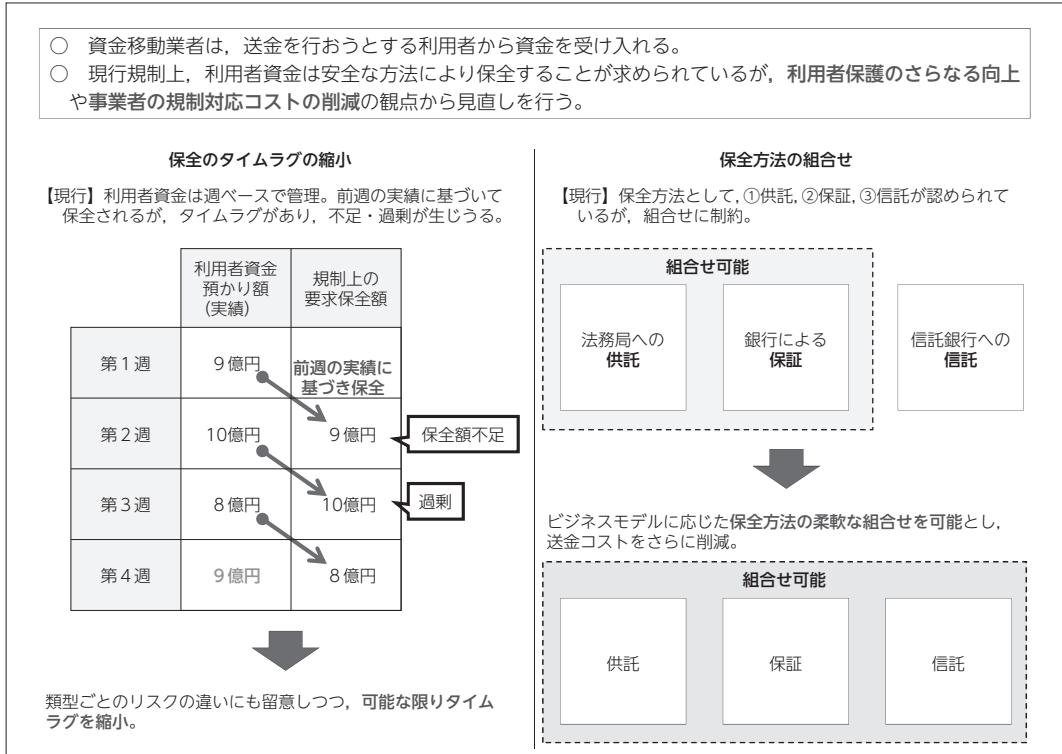 ○ 資金移動業者は，送金を行おうとする利用者から資金を受け入れる。
○ 現行規制上，利用者資金は安全な方法により保全することが求められているが，利用者保護のさらなる向上
や事業者の規制対応コストの削減の観点から見直しを行う。
保全のタイムラグの縮小
【現行】利用者資金は週ベースで管理。前週の実績に基づいて
保全されるが，タイムラグがあり，不足・過剰が生じうる。
利用者資金
預かり額
（実績）
規制上の
要求保全額
第１週
９億円
前週の実績に
基づき保全
第２週
10億円
９億円
保全額不足
第３週
８億円
10億円
過剰
第４週
９億円
８億円
類型ごとのリスクの違いにも留意しつつ，可能な限りタイム
ラグを縮小。
保全方法の組合せ
【現行】保全方法として，①供託，②保証，③信託が認められて
いるが，組合せに制約。
組合せ可能
法務局への
供託
銀行による
保証
信託銀行への
信託
ビジネスモデルに応じた保全方法の柔軟な組合せを可能とし，
送金コストをさらに削減。
組合せ可能
供託
保証
信託